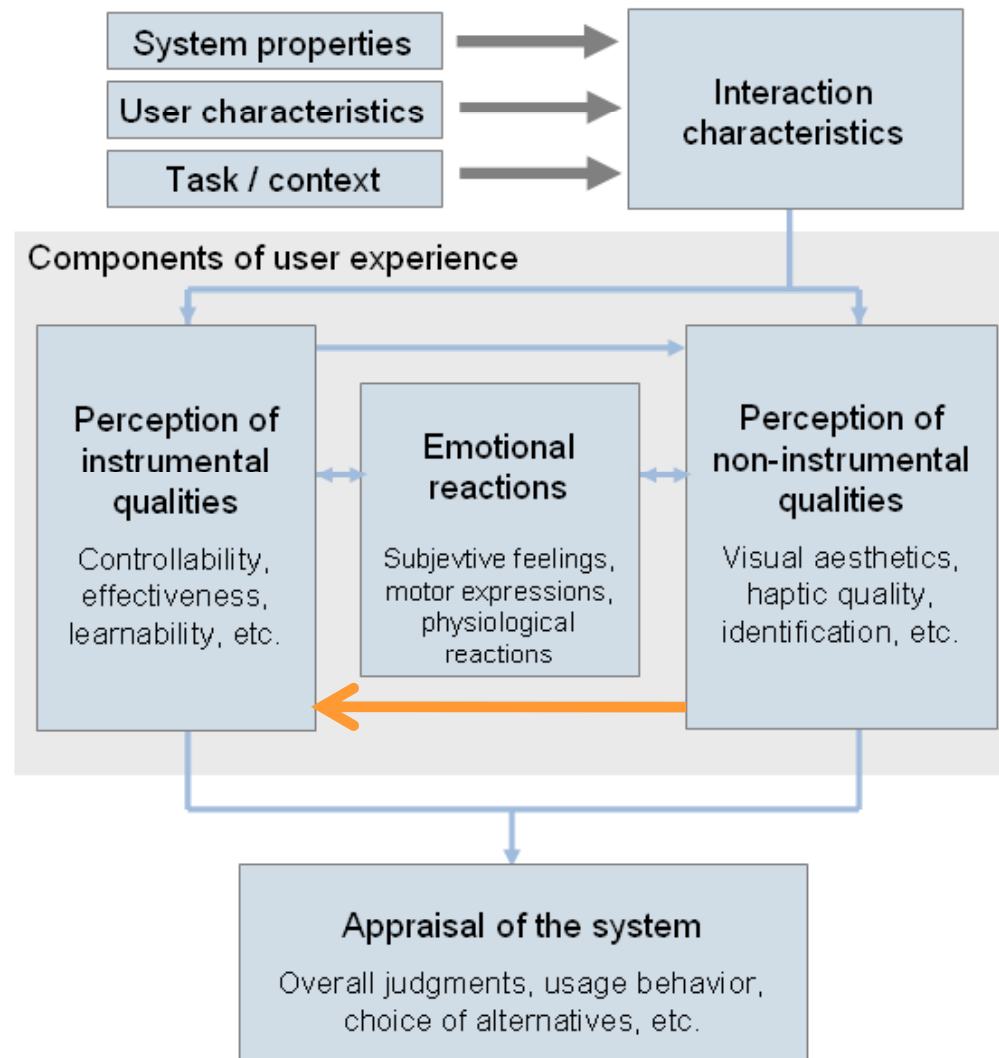 System properties
User characteristics
Task / context
Interaction
characteristics
Components of user experience
Perception of
instrumental
qualities
Controllability,
effectiveness,
learnability, etc.
Emotional
reactions
Subjevtive feelings,
motor expressions,
physiological
reactions
Perception of
non-instrumental
qualities
Visual aesthetics,
haptic quality,
identification, etc.
Appraisal of the system
Overall judgments, usage behavior,
choice of alternatives, etc.